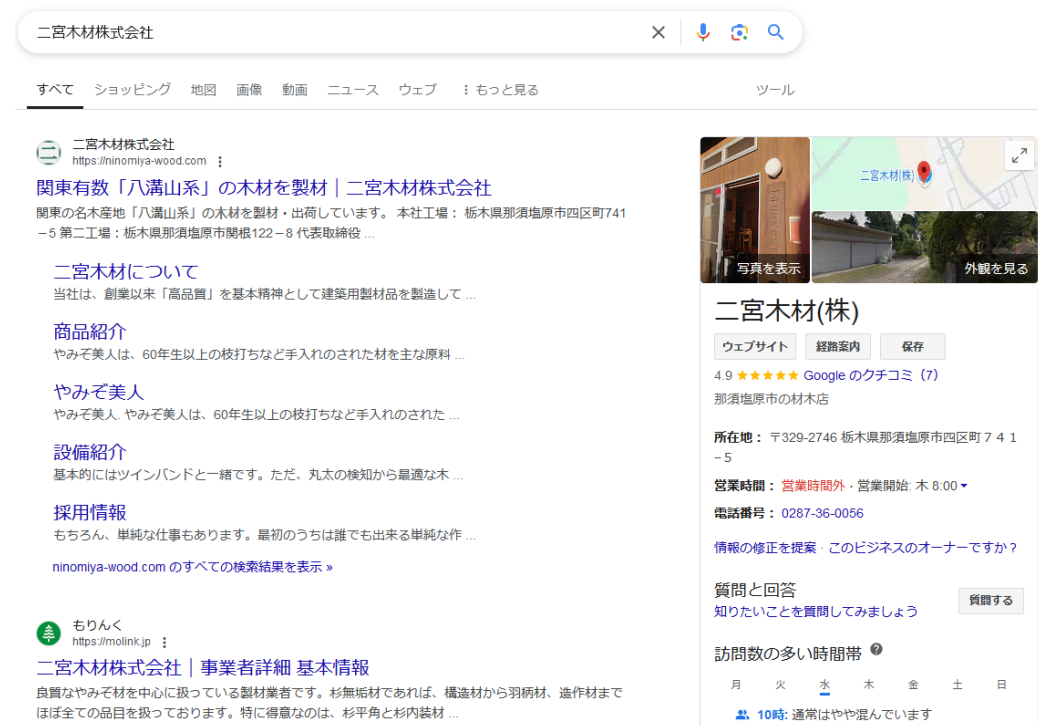 二宮木材株式会社
すべて ショッピング 地図 画像 動画 ニュース ウェブ もっと見る ツール
二宮木材株式会社
https://ninomiya-wood.com
関東有数「八溝山系」の木材を製材｜二宮木材株式会社
関東の名木産地「八溝山系」の木材を製材・出荷しています。 本社工場： 栃木県那須塩原市四区町741
－5 第二工場：栃木県那須塩原市関根122－8 代表取締役 ...
二宮木材について
当社は、創業以来「高品質」を基本精神として建築用製材品を製造して ...
商品紹介
やみぞ美人は、60年生以上の枝打ちなど手入れのされた材を主な原料 ...
やみぞ美人
やみぞ美人. やみぞ美人は、60年生以上の枝打ちなど手入れのされた ...
設備紹介
基本的にはツインバンドと一緒です。ただ、丸太の検知から最適な木 ...
採用情報
もちろん、単純な仕事もあります。最初のうちは誰でも出来る単純な作 ...
ninomiya-wood.com のすべての検索結果を表示 »
もりんく
https://molink.jp
二宮木材株式会社｜事業者詳細 基本情報
良質なやみぞ材を中心に扱っている製材業者です。杉無垢材であれば、構造材から羽柄材、造作材まで
ほぼ全ての品目を扱っております。特に得意なのは、杉平角と杉内装材 ...
二宮木材(株)
写真を表示
外観を見る
二宮木材(株)
ウェブサイト 経路案内 保存
4.9 ★★★★★ Google のクチコミ（7）
那須塩原市の材木店
所在地： 〒329-2746 栃木県那須塩原市四区町７４１
−５
営業時間： 営業時間外 · 営業開始: 木 8:00
電話番号： 0287-36-0056
情報の修正を提案 · このビジネスのオーナーですか？
質問と回答
知りたいことを質問してみましょう
質問する
訪問数の多い時間帯
月 火 水 木 金 土 日
10時: 通常はやや混んでいます